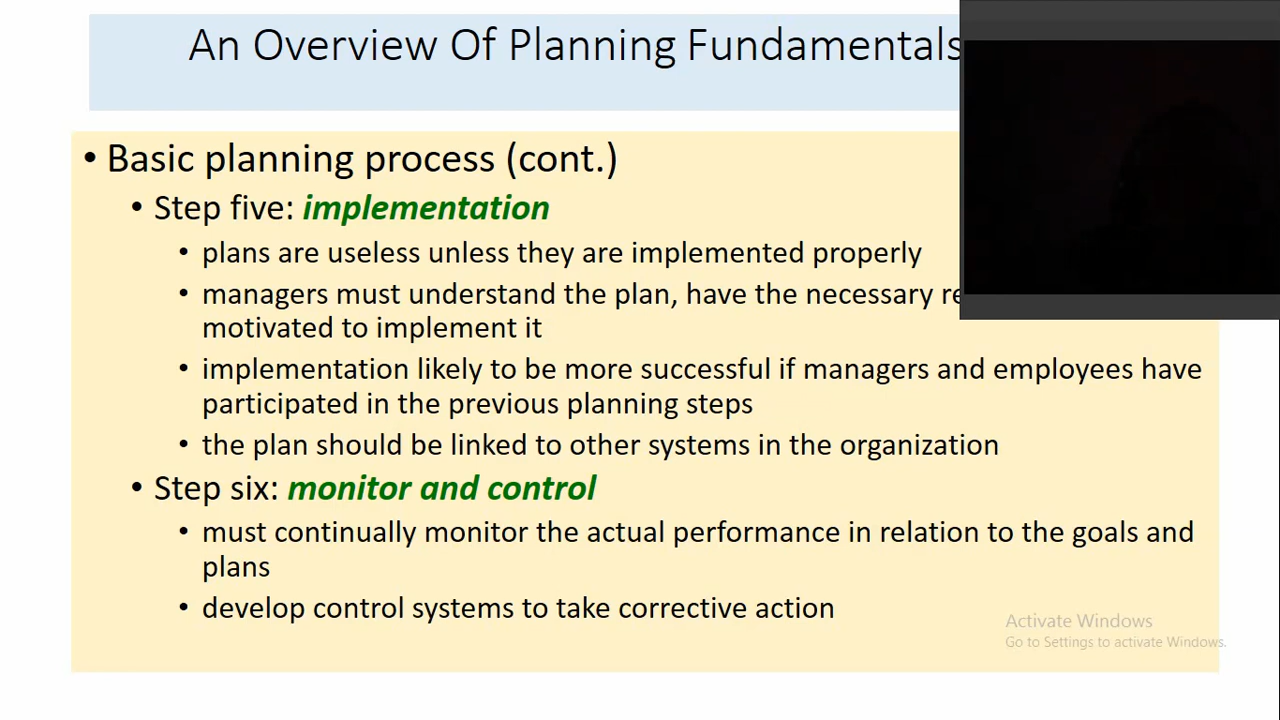 An Overview Of Planning Fundamentals
• Basic planning process (cont.)
• Step five: implementation
• plans are useless unless they are implemented properly
• managers must understand the plan, have the necessary
motivated to implement it
• implementation likely to be more successful if managers and employees have
participated in the previous planning steps
• the plan should be linked to other systems in the organization
• Step six: monitor and control
• must continually monitor the actual performance in relation to the goals and
plans
• develop control systems to take corrective action
Activate Windows
Go to Settings to activate Windows.